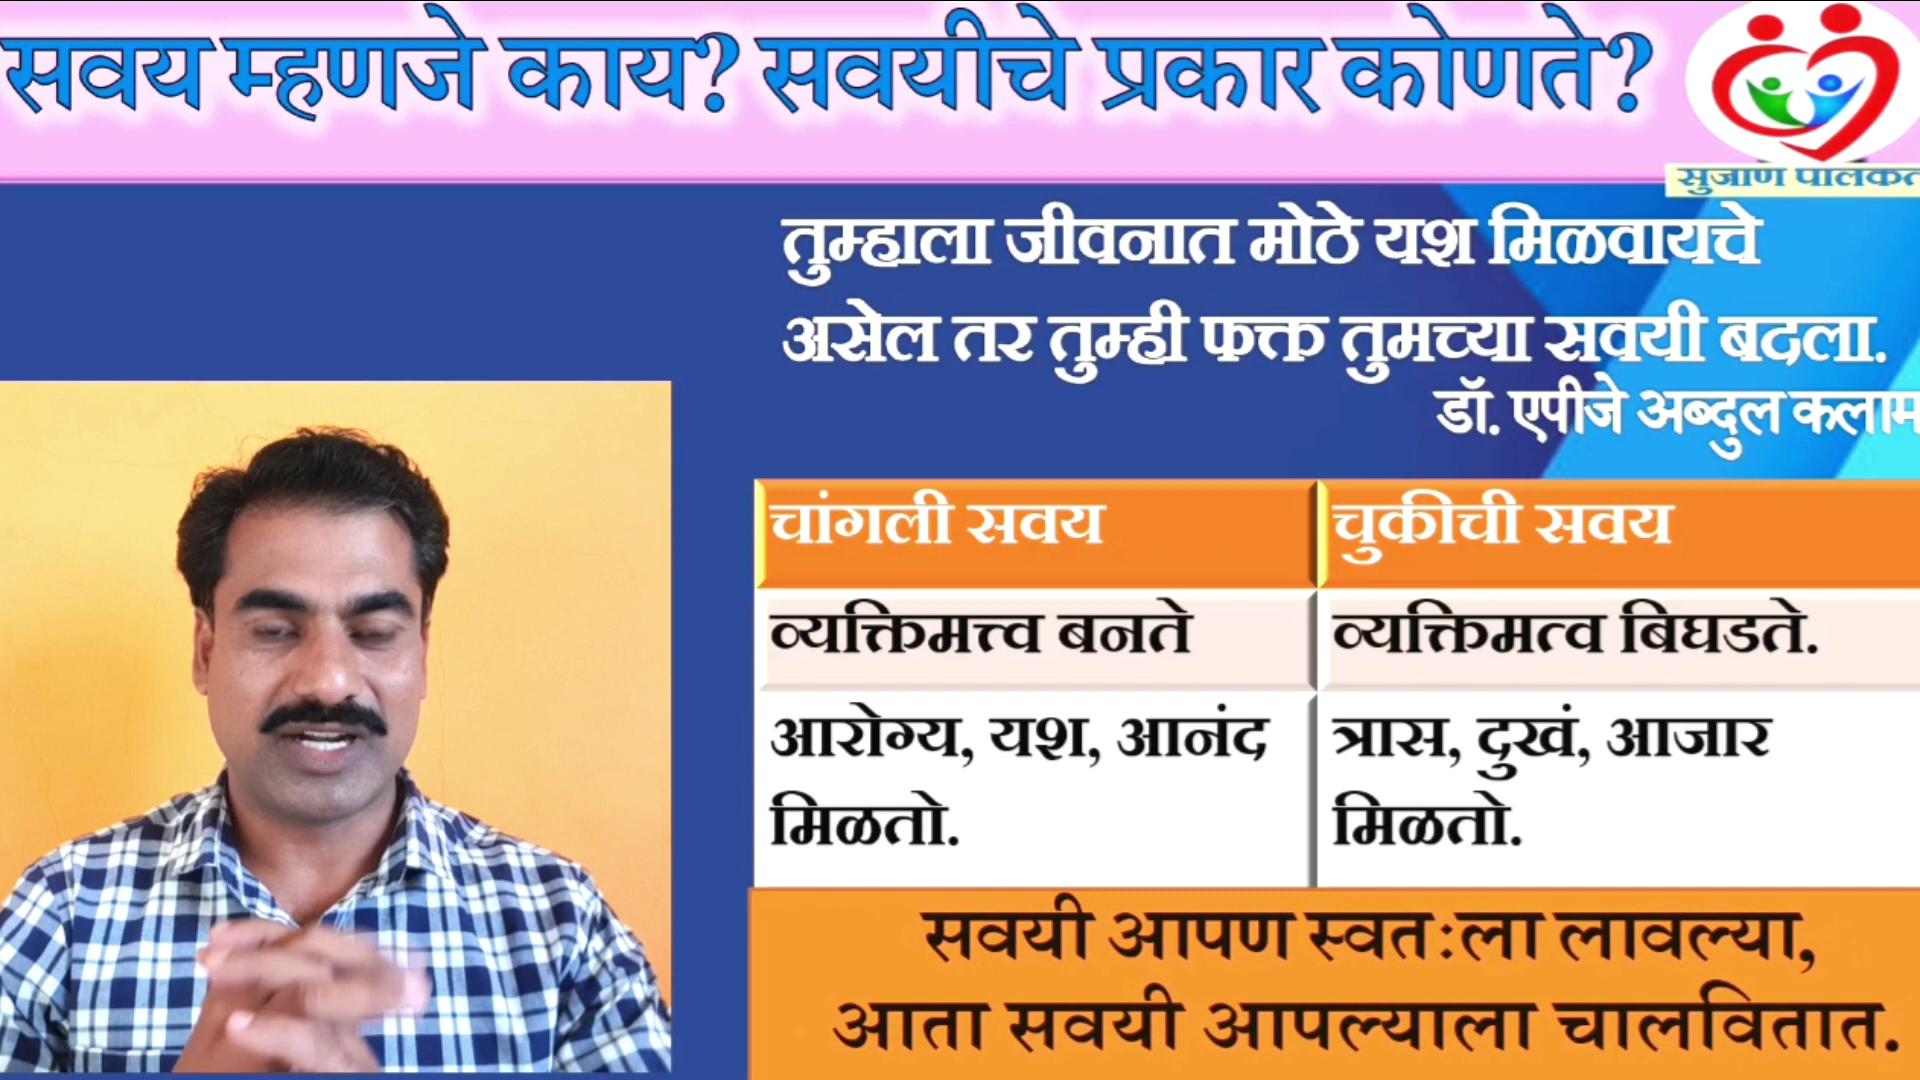 सवय म्हणजे काय? सवयीचे प्रकार कोणते?
सुजाण पालकत
तुम्हाला जीवनात मोठे यश मिळवायचे
असेल तर तुम्ही फक्त तुमच्या सवयी बदला.
डॉ. एपीजे अब्दुल कलाम
चांगली सवय
चुकीची सवय
व्यक्तिमत्त्व बनते
व्यक्तिमत्व बिघडते.
आरोग्य, यश, आनंद
मिळतो.
त्रास, दुखं, आजार
मिळतो.
सवयी आपण स्वतःला लावल्या,
आता सवयी आपल्याला चालवितात.